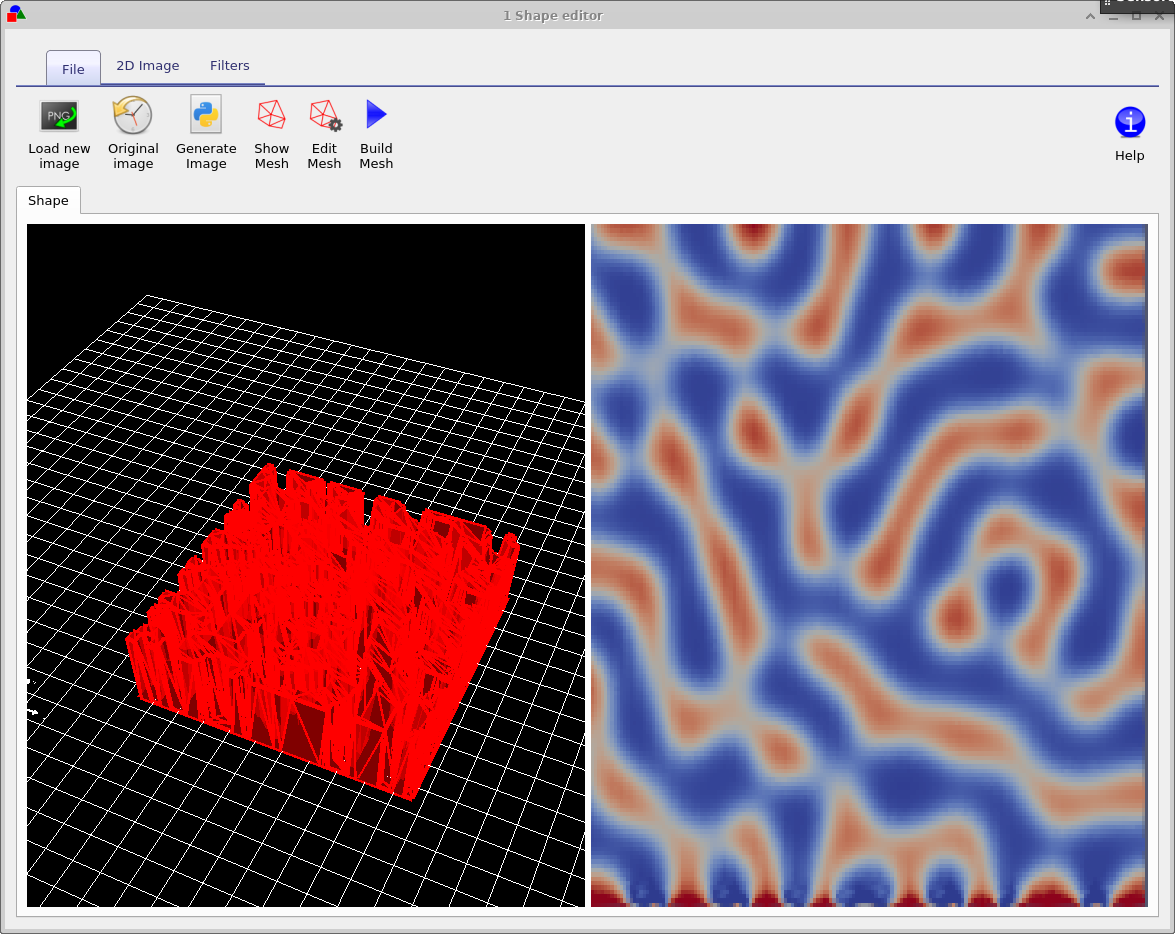 1 Shape editor
File
2D Image
Filters
PNG
Load new
image
Original
image
Generate
Image
Show
Mesh
Edit
Mesh
Build
Mesh
i
Help
Shape